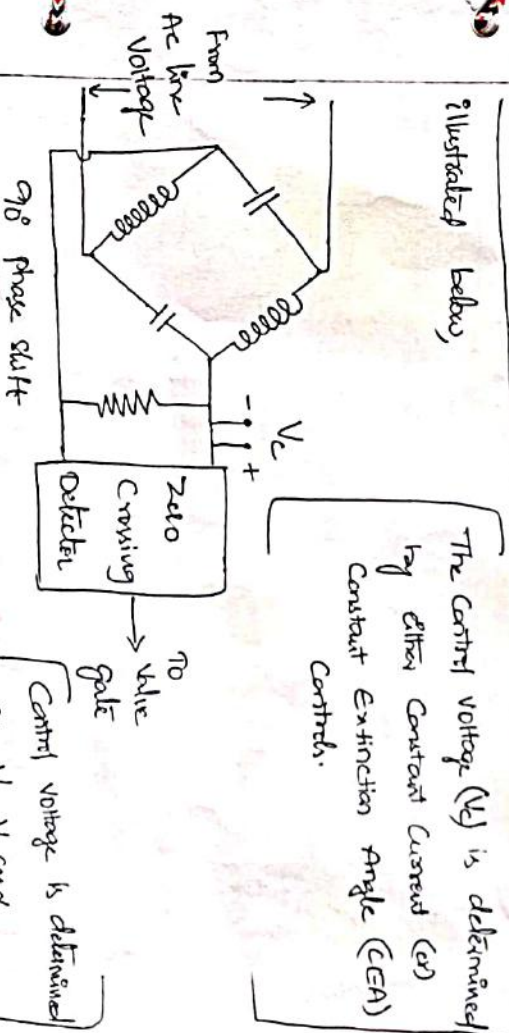 illustrated below,
The Control voltage (Vc) is determined
by either Constant Current (or)
Constant Extinction Angle (CEA)
Controls.
From
Ac line
Voltage
Vc
- +
Zero
Crossing
Detector
To
Valve
gate
90° phase shift
Control voltage is determined